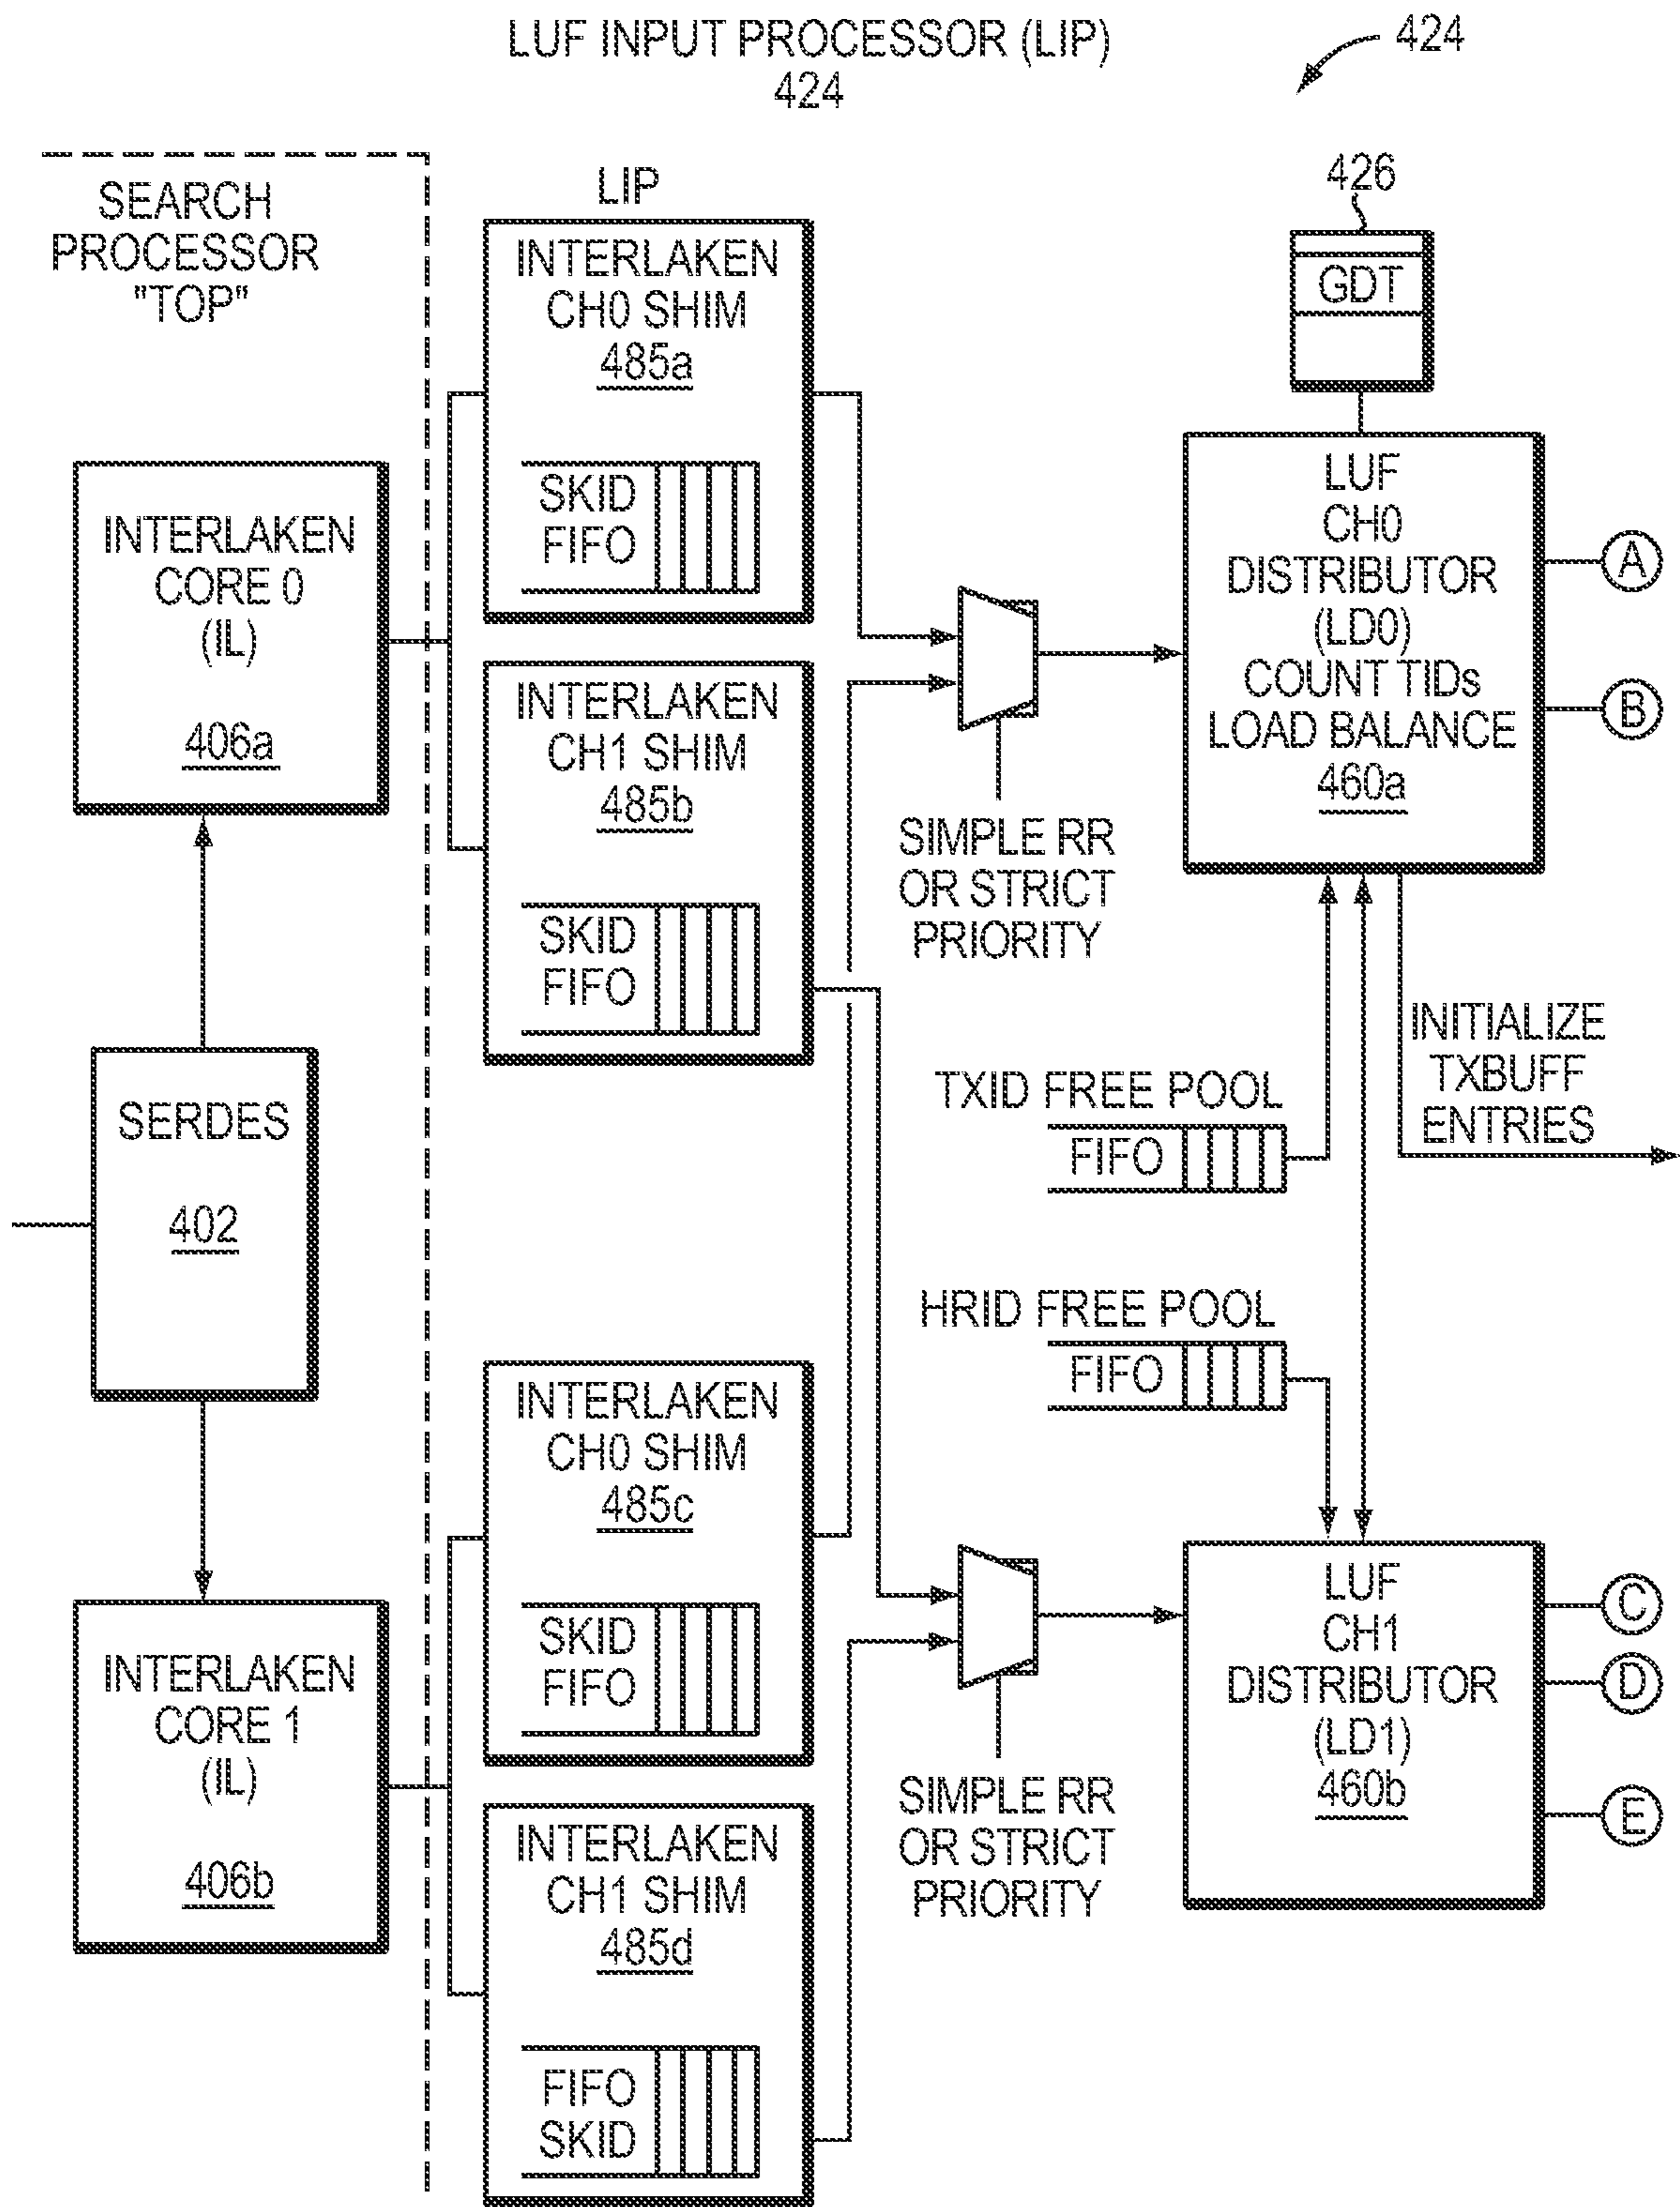 LUF INPUT PROCESSOR (LIP)
424
424
SEARCH
PROCESSOR
"TOP"
LIP
INTERLAKEN
CH0 SHIM
485a
SKID
FIFO
426
GDT
INTERLAKEN
CORE 0
(IL)
406a
INTERLAKEN
CH1 SHIM
485b
SKID
FIFO
SIMPLE RR
OR STRICT
PRIORITY
LUF
CH0
DISTRIBUTOR
(LD0)
COUNT TIDs
LOAD BALANCE
460a
A
B
SERDES
402
TXID FREE POOL
FIFO
INITIALIZE
TXBUFF
ENTRIES
HRID FREE POOL
FIFO
INTERLAKEN
CH0 SHIM
485c
SKID
FIFO
INTERLAKEN
CORE 1
(IL)
406b
INTERLAKEN
CH1 SHIM
485d
FIFO
SKID
SIMPLE RR
OR STRICT
PRIORITY
LUF
CH1
DISTRIBUTOR
(LD1)
460b
C
D
E